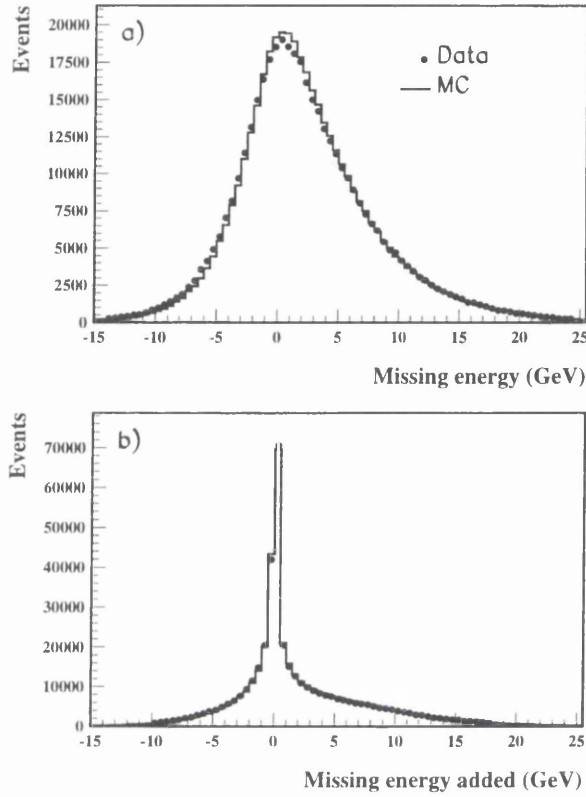 Events
20000
17500
15000
12500
10000
7500
5000
2500
0
a)
Data
MC
-15 -10 -5 0 5 10 15 20 25
Missing energy (GeV)
Events
70000
60000
50000
40000
30000
20000
10000
0
b)
-15 -10 -5 0 5 10 15 20 25
Missing energy added (GeV)